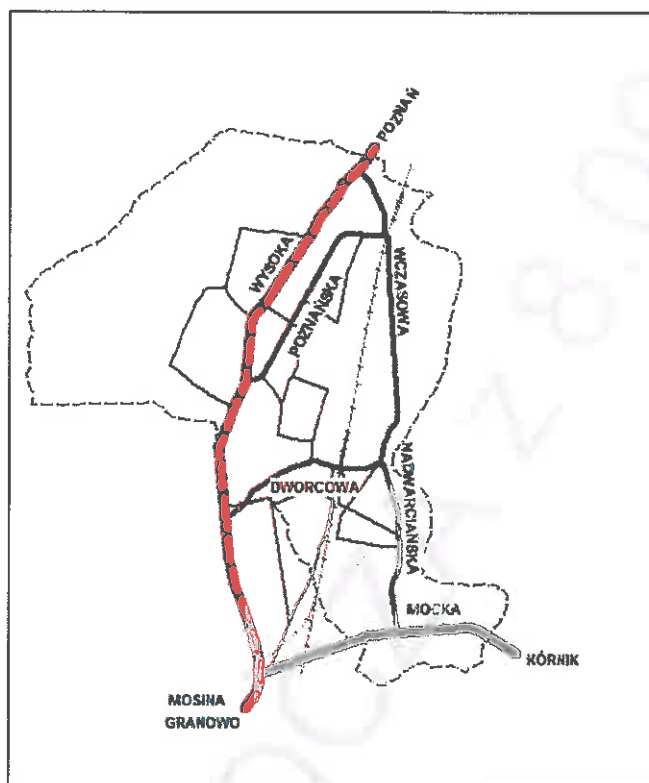 POZNAŃ
WYSOKA
WCZASOWA
POZNAŃSKA
DWORCOWA
NADWARCIAŃSKA
MOCKA
KÓRNIK
MOSINA
GRANOWO